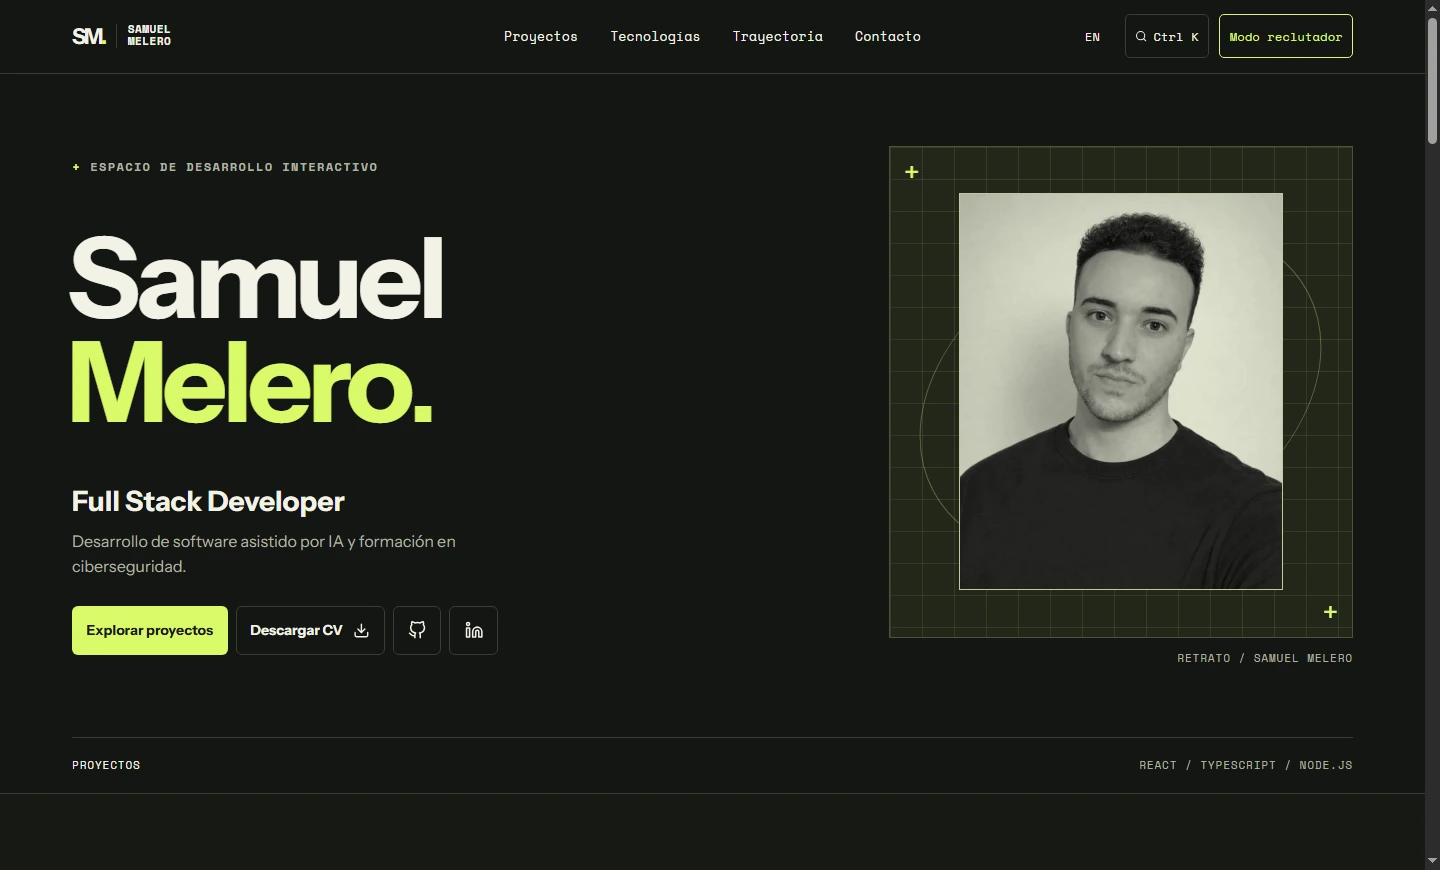 SM.
SAMUEL
MELERO
Proyectos
Tecnologías
Trayectoria
Contacto
EN
Ctrl K
Modo reclutador
+ ESPACIO DE DESARROLLO INTERACTIVO
Samuel
Melero.
Full Stack Developer
Desarrollo de software asistido por IA y formación en
ciberseguridad.
Explorar proyectos
Descargar CV
in
RETRATO / SAMUEL MELERO
PROYECTOS
REACT / TYPESCRIPT / NODE.JS